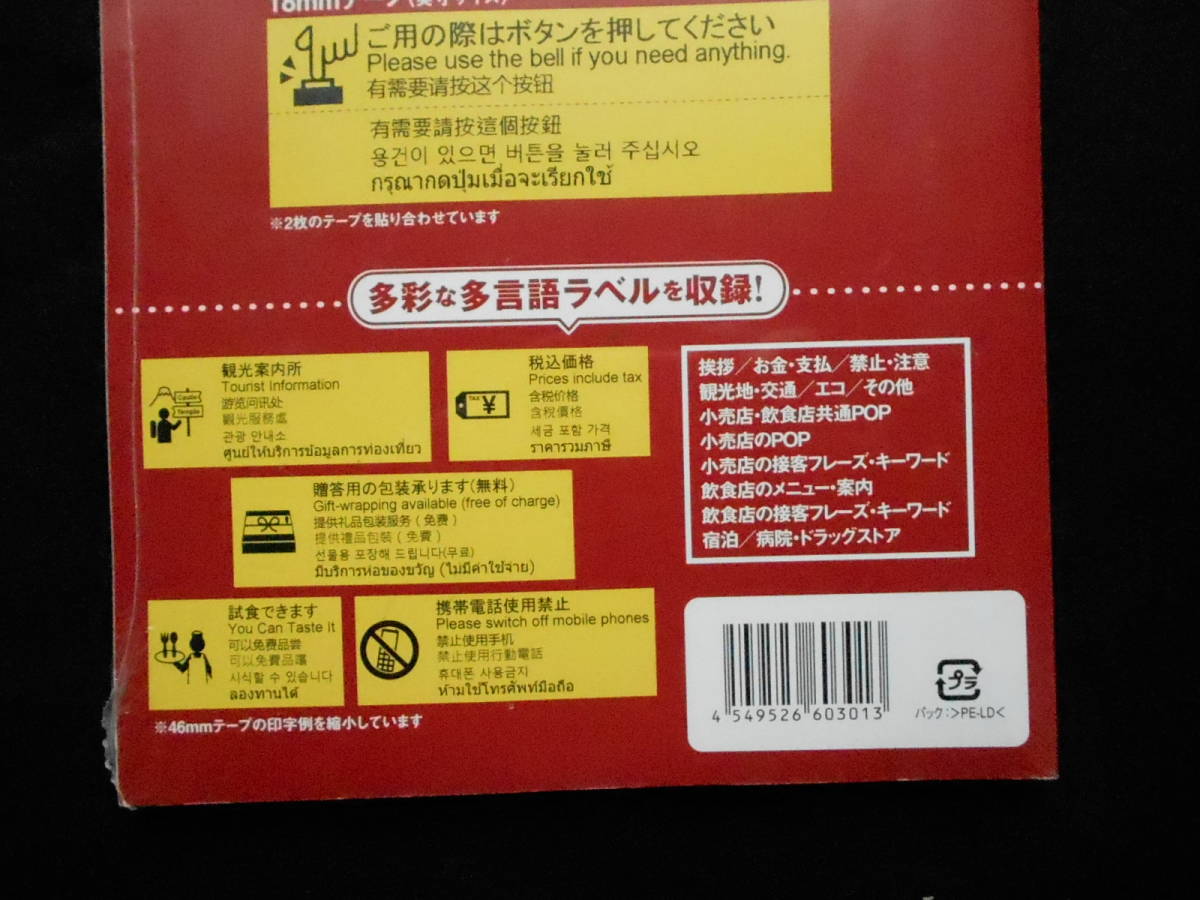 18mmテープ(実寸サイズ)
ご用の際はボタンを押してください
Please use the bell if you need anything.
有需要请按这个按钮
有需要請按這個按鈕
용건이 있으면 버튼을 눌러 주십시오
กรุณากดปุ่มเมื่อจะเรียกใช้
※2枚のテープを貼り合わせています
多彩な多言語ラベルを収録!
観光案内所
Tourist Information
游览问讯处
観光服務處
관광 안내소
ศูนย์ให้บริการข้อมูลการท่องเที่ยว
Castle
Temple
税込価格
Prices include tax
含税价格
含税價格
세금 포함 가격
ราคารวมภาษี
TAX ¥
贈答用の包装承ります(無料)
Gift-wrapping available (free of charge)
提供礼品包装服务(免费)
提供禮品包裝(免費)
선물용 포장해 드립니다(무료)
มีบริการห่อของขวัญ (ไม่มีค่าใช้จ่าย)
試食できます
You Can Taste It
可以免费品尝
可以免費品嚐
시식할 수 있습니다
ลองทานได้
携帯電話使用禁止
Please switch off mobile phones
禁止使用手机
禁止使用行動電話
휴대폰 사용금지
ห้ามใช้โทรศัพท์มือถือ
※46mmテープの印字例を縮小しています
挨拶／お金・支払／禁止・注意
観光地・交通／エコ／その他
小売店・飲食店共通POP
小売店のPOP
小売店の接客フレーズ・キーワード
飲食店のメニュー・案内
飲食店の接客フレーズ・キーワード
宿泊／病院・ドラッグストア
4 549526 603013
プラ
パック:>PE-LD<